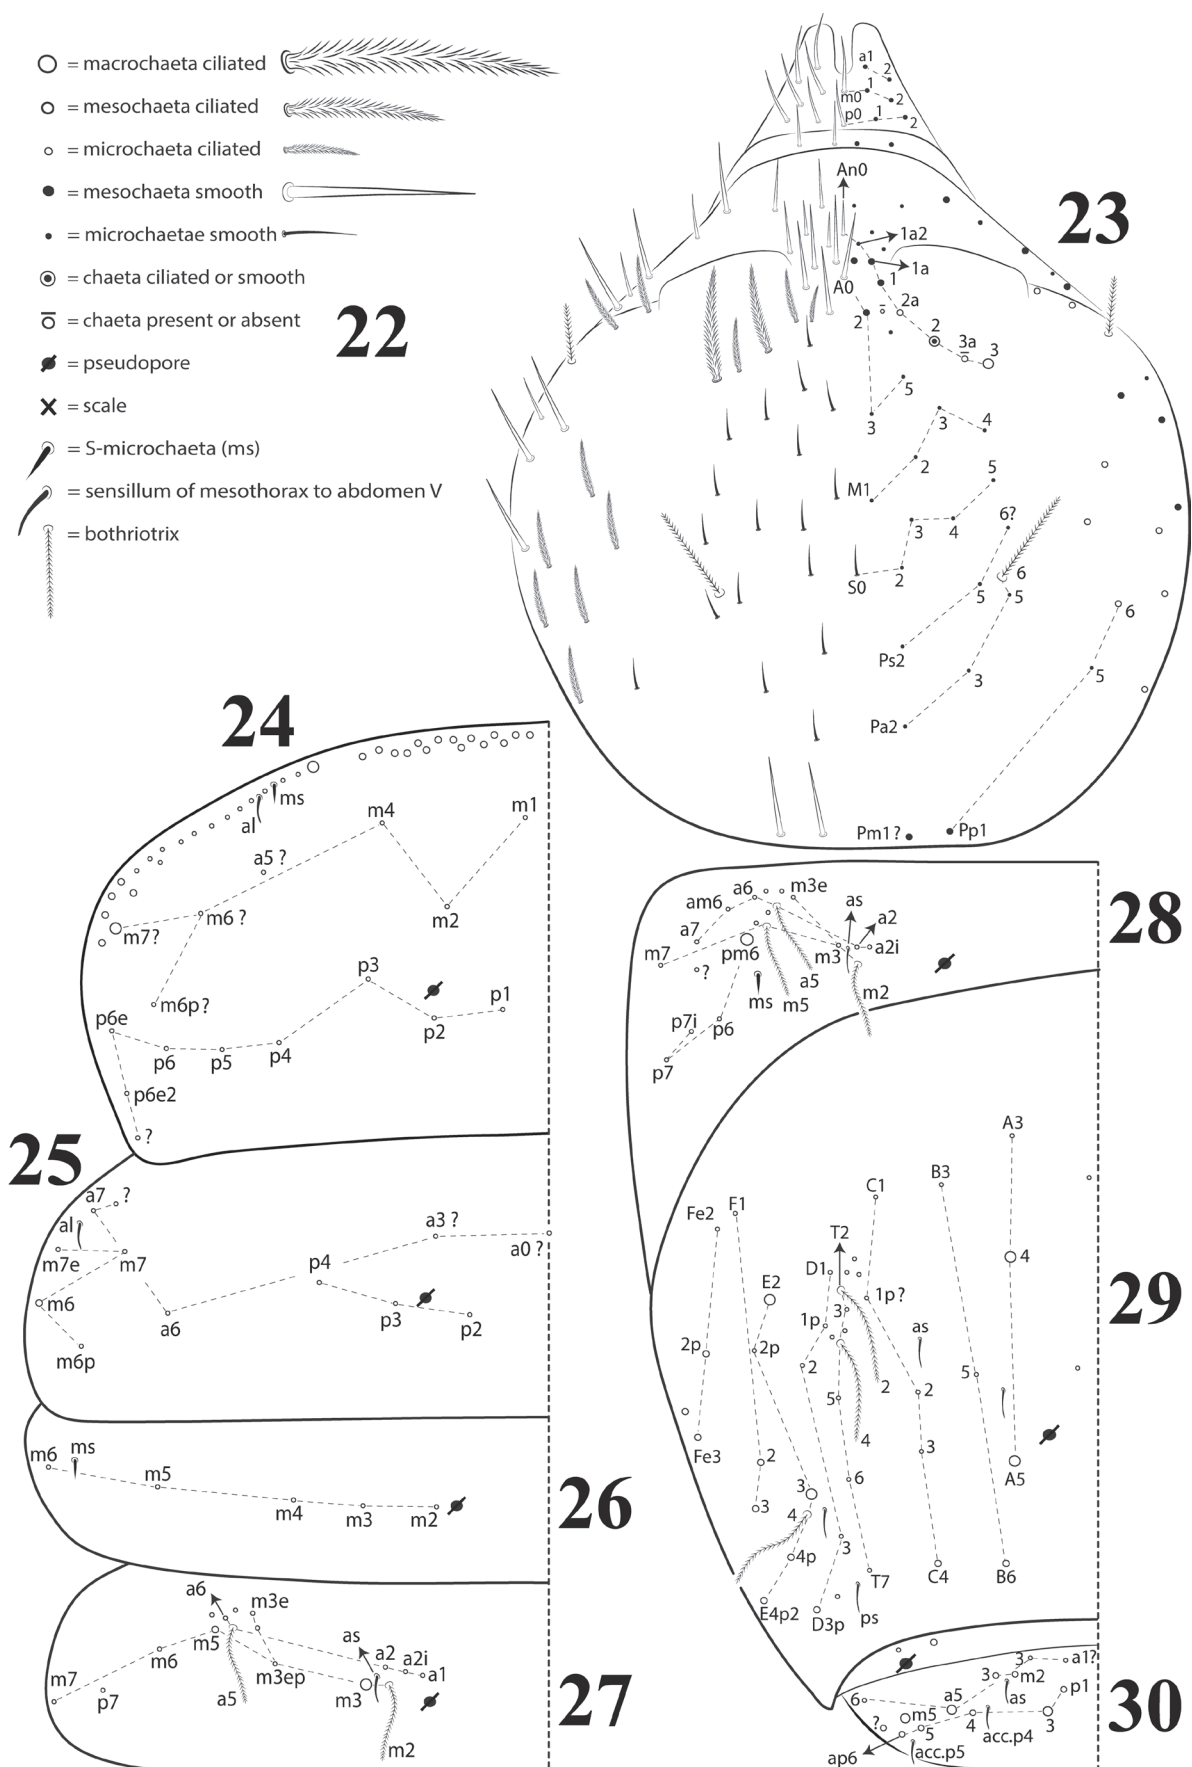 = macrochaeta ciliated
= mesochaeta ciliated
= microchaeta ciliated
= mesochaeta smooth
= microchaetae smooth
= chaeta ciliated or smooth
= chaeta present or absent
= pseudopore
= scale
= S-microchaeta (ms)
= sensillum of mesothorax to abdomen V
= bothriotrix
22
23
a1 2
m0 1 2
p0 1 2
An0
1a2
1a
A0 1
2 2a
2
3a 3
5
3
3 4
2
M1
5
3 4
6?
S0 2
6
5 5
6
Ps2
3 5
Pa2
Pm1? Pp1
24
ms
al
m4 m1
a5 ?
m6 ? m2
m7?
p3
m6p? p1
p6e p2
p6 p5 p4
p6e2
?
25
a7 ?
al
a3 ?
a0 ?
m7e m7
p4
m6
a6 p3 p2
m6p
26
m6 ms
m5
m4 m3 m2
27
a6 m3e
as
m5 a2 a2i
m6 a1
m3ep
m7 p7 a5 m3
m2
28
a6 m3e
am6 as
a2
a7
m7 pm6 m3 a2i
? a5
ms m5 m2
p7i p6
p7
29
A3
B3
C1
Fe2 F1
T2
4
D1
E2 1p?
3
1p as
2p 2p
2 5 2
5
4
3
Fe3 2 A5
6
3 3
4
3
4p
T7 C4 B6
E4p2 D3p ps
30
3 a1?
3 m2
6 a5 as p1
? m5
5 4 acc.p4 3
ap6 acc.p5